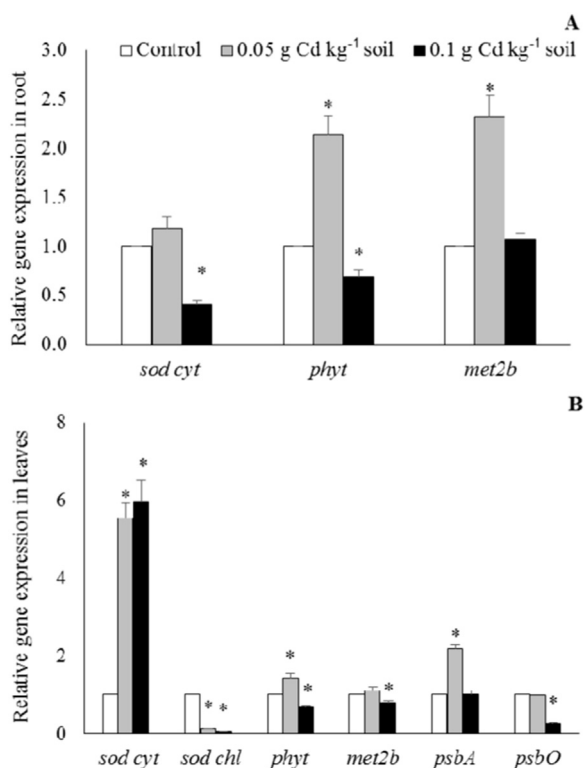 A
3.0
Control 0.05 g Cd kg⁻¹ soil 0.1 g Cd kg⁻¹ soil
2.5
2.0
1.5
1.0
0.5
0.0
Relative gene expression in root
* * * *
sod cyt phyt met2b
B
8
6
4
2
0
Relative gene expression in leaves
* * * * * * * * *
sod cyt sod chl phyt met2b psbA psbO